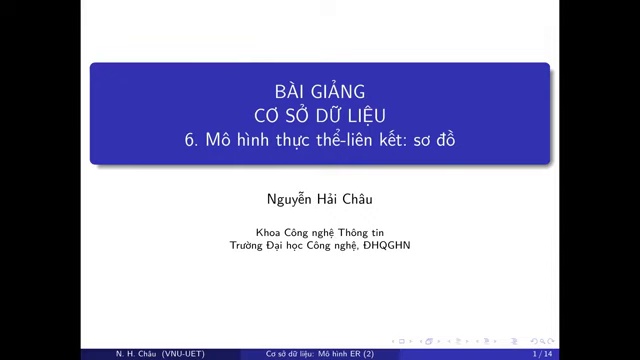 BÀI GIẢNG
CƠ SỞ DỮ LIỆU
6. Mô hình thực thể-liên kết: sơ đồ
Nguyễn Hải Châu
Khoa Công nghệ Thông tin
Trường Đại học Công nghệ, ĐHQGHN
N. H. Châu (VNU-UET) Cơ sở dữ liệu: Mô hình ER (2) 1 / 14